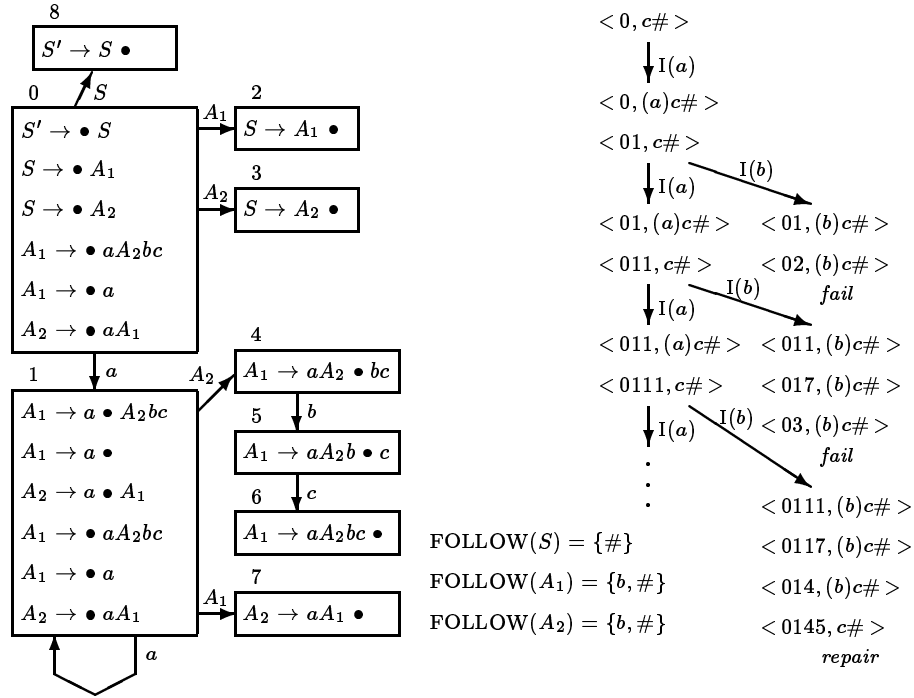 8
S′ → S •
S
0
S′ → • S
S → • A₁
S → • A₂
A₁ → • aA₂bc
A₁ → • a
A₂ → • aA₁
A₁
2
S → A₁ •
A₂
3
S → A₂ •
a
1
A₁ → a • A₂bc
A₁ → a •
A₂ → a • A₁
A₁ → • aA₂bc
A₁ → • a
A₂ → • aA₁
a
A₂
4
A₁ → aA₂ • bc
b
5
A₁ → aA₂b • c
c
6
A₁ → aA₂bc •
A₁
7
A₂ → aA₁ •
< 0, c# >
I(a)
< 0, (a)c# >
< 01, c# >
I(a)
I(b)
< 01, (a)c# >
< 01, (b)c# >
< 011, c# >
< 02, (b)c# >
fail
I(a)
I(b)
< 011, (a)c# >
< 011, (b)c# >
< 0111, c# >
< 017, (b)c# >
I(a)
I(b)
< 03, (b)c# >
fail
.
.
.
< 0111, (b)c# >
< 0117, (b)c# >
< 014, (b)c# >
< 0145, c# >
repair
FOLLOW(S) = {#}
FOLLOW(A₁) = {b, #}
FOLLOW(A₂) = {b, #}